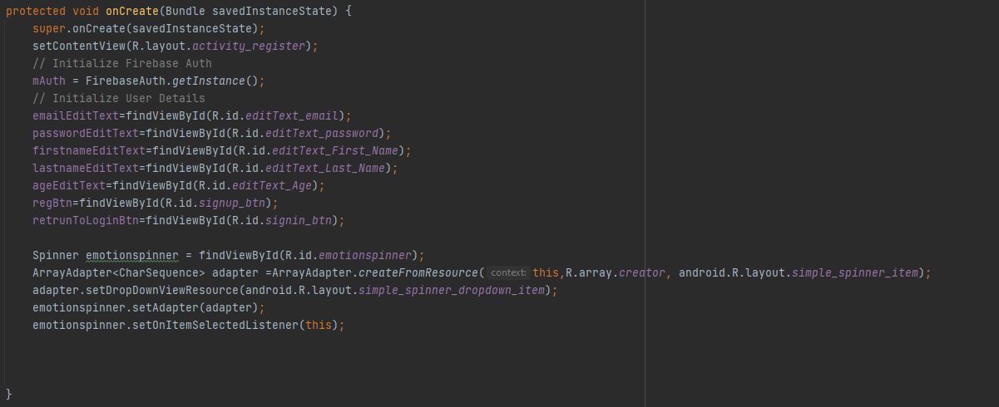 protected void onCreate(Bundle savedInstanceState) {
super.onCreate(savedInstanceState);
setContentView(R.layout.activity_register);
// Initialize Firebase Auth
mAuth = FirebaseAuth.getInstance();
// Initialize User Details
emailEditText=findViewById(R.id.editText_email);
passwordEditText=findViewById(R.id.editText_password);
firstnameEditText=findViewById(R.id.editText_First_Name);
lastnameEditText=findViewById(R.id.editText_Last_Name);
ageEditText=findViewById(R.id.editText_Age);
regBtn=findViewById(R.id.signup_btn);
retrunToLoginBtn=findViewById(R.id.signin_btn);
Spinner emotionspinner = findViewById(R.id.emotionspinner);
ArrayAdapter<CharSequence> adapter =ArrayAdapter.createFromResource( context: this,R.array.creator, android.R.layout.simple_spinner_item);
adapter.setDropDownViewResource(android.R.layout.simple_spinner_dropdown_item);
emotionspinner.setAdapter(adapter);
emotionspinner.setOnItemSelectedListener(this);
}